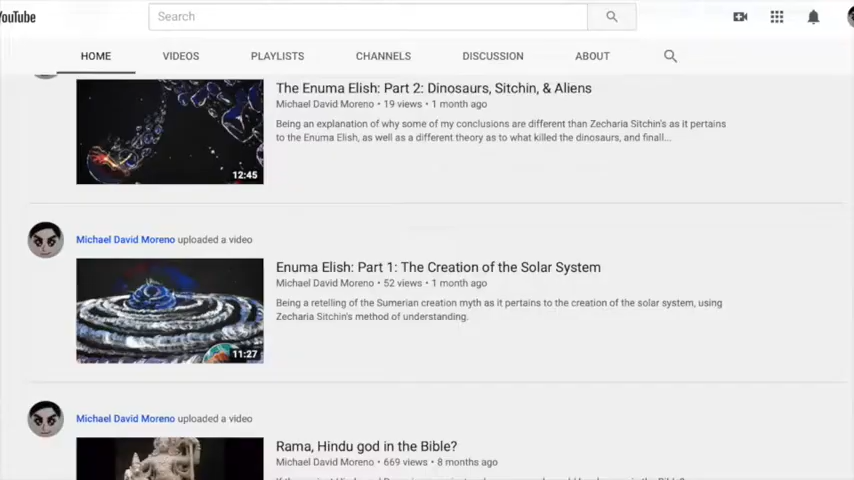 YouTube
Search
HOME VIDEOS PLAYLISTS CHANNELS DISCUSSION ABOUT
The Enuma Elish: Part 2: Dinosaurs, Sitchin, & Aliens
Michael David Moreno • 19 views • 1 month ago
Being an explanation of why some of my conclusions are different than Zecharia Sitchin's as it pertains
to the Enuma Elish, as well as a different theory as to what killed the dinosaurs, and finall...
12:45
Michael David Moreno uploaded a video
Enuma Elish: Part 1: The Creation of the Solar System
Michael David Moreno • 52 views • 1 month ago
Being a retelling of the Sumerian creation myth as it pertains to the creation of the solar system, using
Zecharia Sitchin's method of understanding.
11:27
Michael David Moreno uploaded a video
Rama, Hindu god in the Bible?
Michael David Moreno • 669 views • 8 months ago